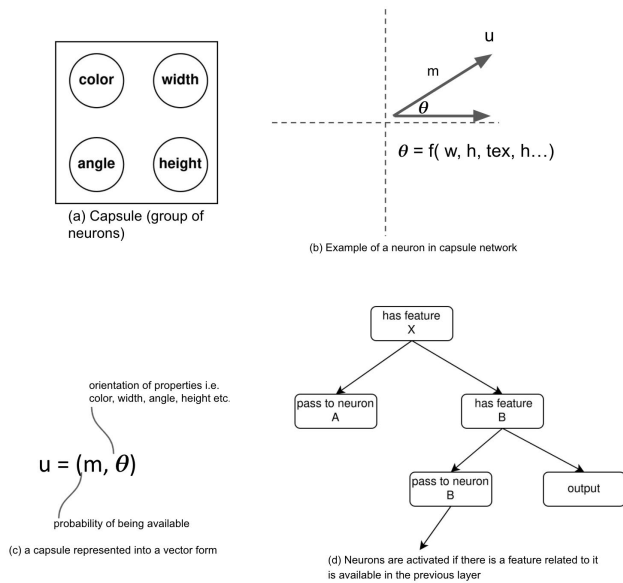 color
width
angle
height
(a) Capsule (group of
neurons)
u
m
θ
θ = f( w, h, tex, h…)
(b) Example of a neuron in capsule network
orientation of properties i.e.
color, width, angle, height etc.
u = (m, θ)
probability of being available
(c) a capsule represented into a vector form
has feature
X
pass to neuron
A
has feature
B
pass to neuron
B
output
(d) Neurons are activated if there is a feature related to it
is available in the previous layer